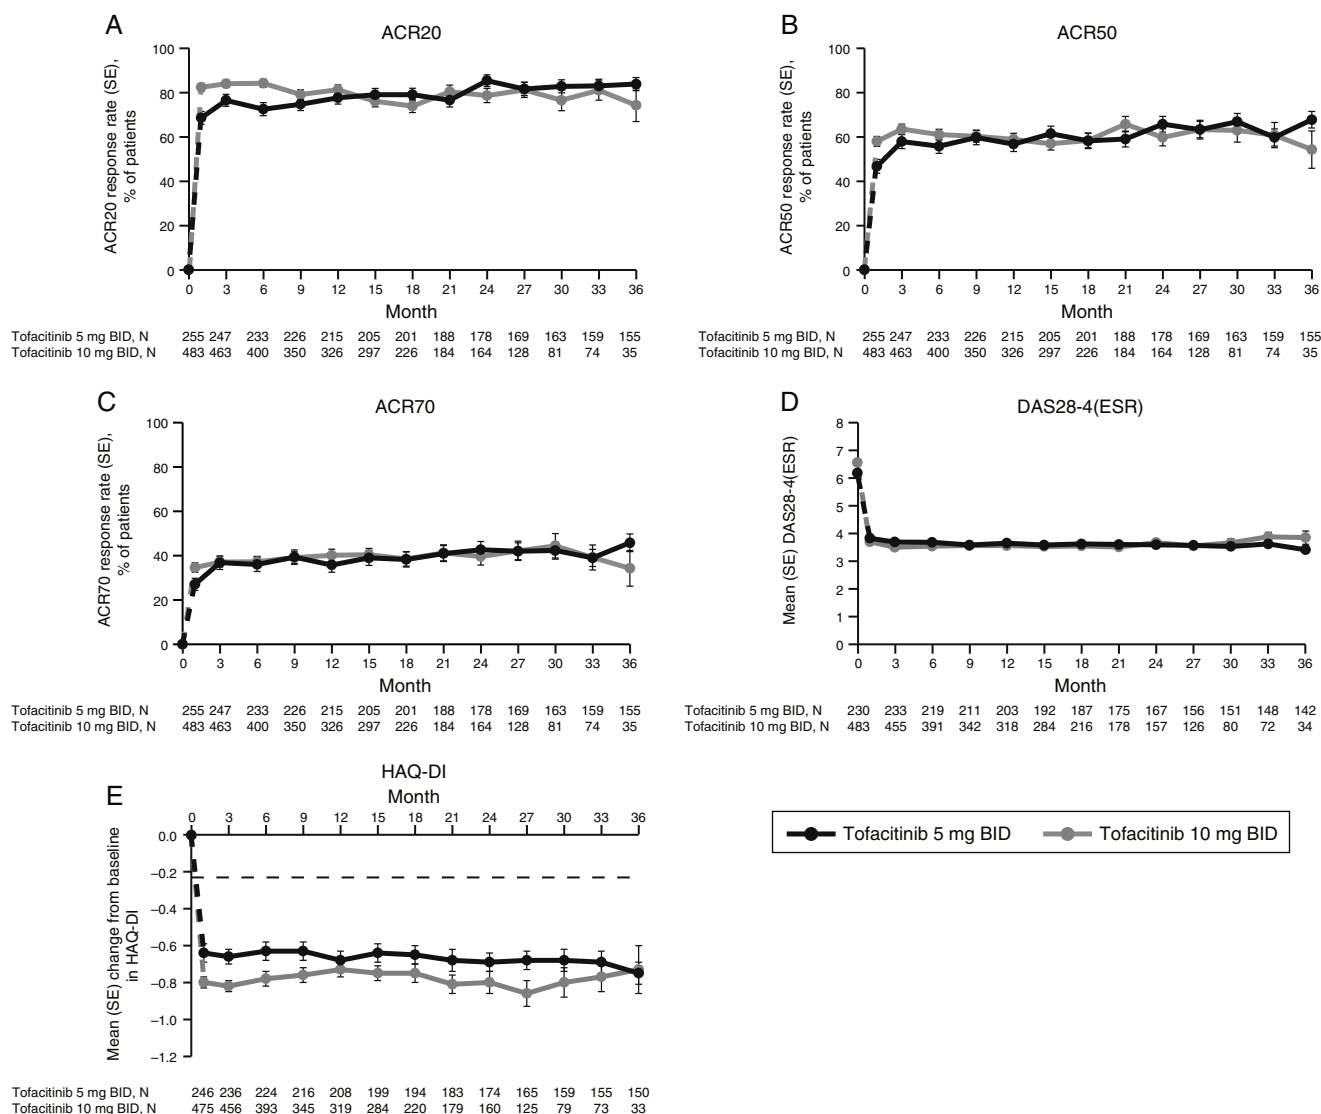 A
ACR20
ACR20 response rate (SE),
% of patients
100
80
60
40
20
0
0 3 6 9 12 15 18 21 24 27 30 33 36
Month
Tofacitinib 5 mg BID, N 255 247 233 226 215 205 201 188 178 169 163 159 155
Tofacitinib 10 mg BID, N 483 463 400 350 326 297 226 184 164 128 81 74 35
B
ACR50
ACR50 response rate (SE),
% of patients
100
80
60
40
20
0
0 3 6 9 12 15 18 21 24 27 30 33 36
Month
Tofacitinib 5 mg BID, N 255 247 233 226 215 205 201 188 178 169 163 159 155
Tofacitinib 10 mg BID, N 483 463 400 350 326 297 226 184 164 128 81 74 35
C
ACR70
ACR70 response rate (SE),
% of patients
100
80
60
40
20
0
0 3 6 9 12 15 18 21 24 27 30 33 36
Month
Tofacitinib 5 mg BID, N 255 247 233 226 215 205 201 188 178 169 163 159 155
Tofacitinib 10 mg BID, N 483 463 400 350 326 297 226 184 164 128 81 74 35
D
DAS28-4(ESR)
Mean (SE) DAS28-4(ESR)
8
7
6
5
4
3
2
1
0
0 3 6 9 12 15 18 21 24 27 30 33 36
Month
Tofacitinib 5 mg BID, N 230 233 219 211 203 192 187 175 167 156 151 148 142
Tofacitinib 10 mg BID, N 483 455 391 342 318 284 216 178 157 126 80 72 34
E
HAQ-DI
Month
0 3 6 9 12 15 18 21 24 27 30 33 36
Mean (SE) change from baseline
in HAQ-DI
0.0
−0.2
−0.4
−0.6
−0.8
−1.0
−1.2
Tofacitinib 5 mg BID, N 246 236 224 216 208 199 194 183 174 165 159 155 150
Tofacitinib 10 mg BID, N 475 456 393 345 319 284 220 179 160 125 79 73 33
Tofacitinib 5 mg BID Tofacitinib 10 mg BID